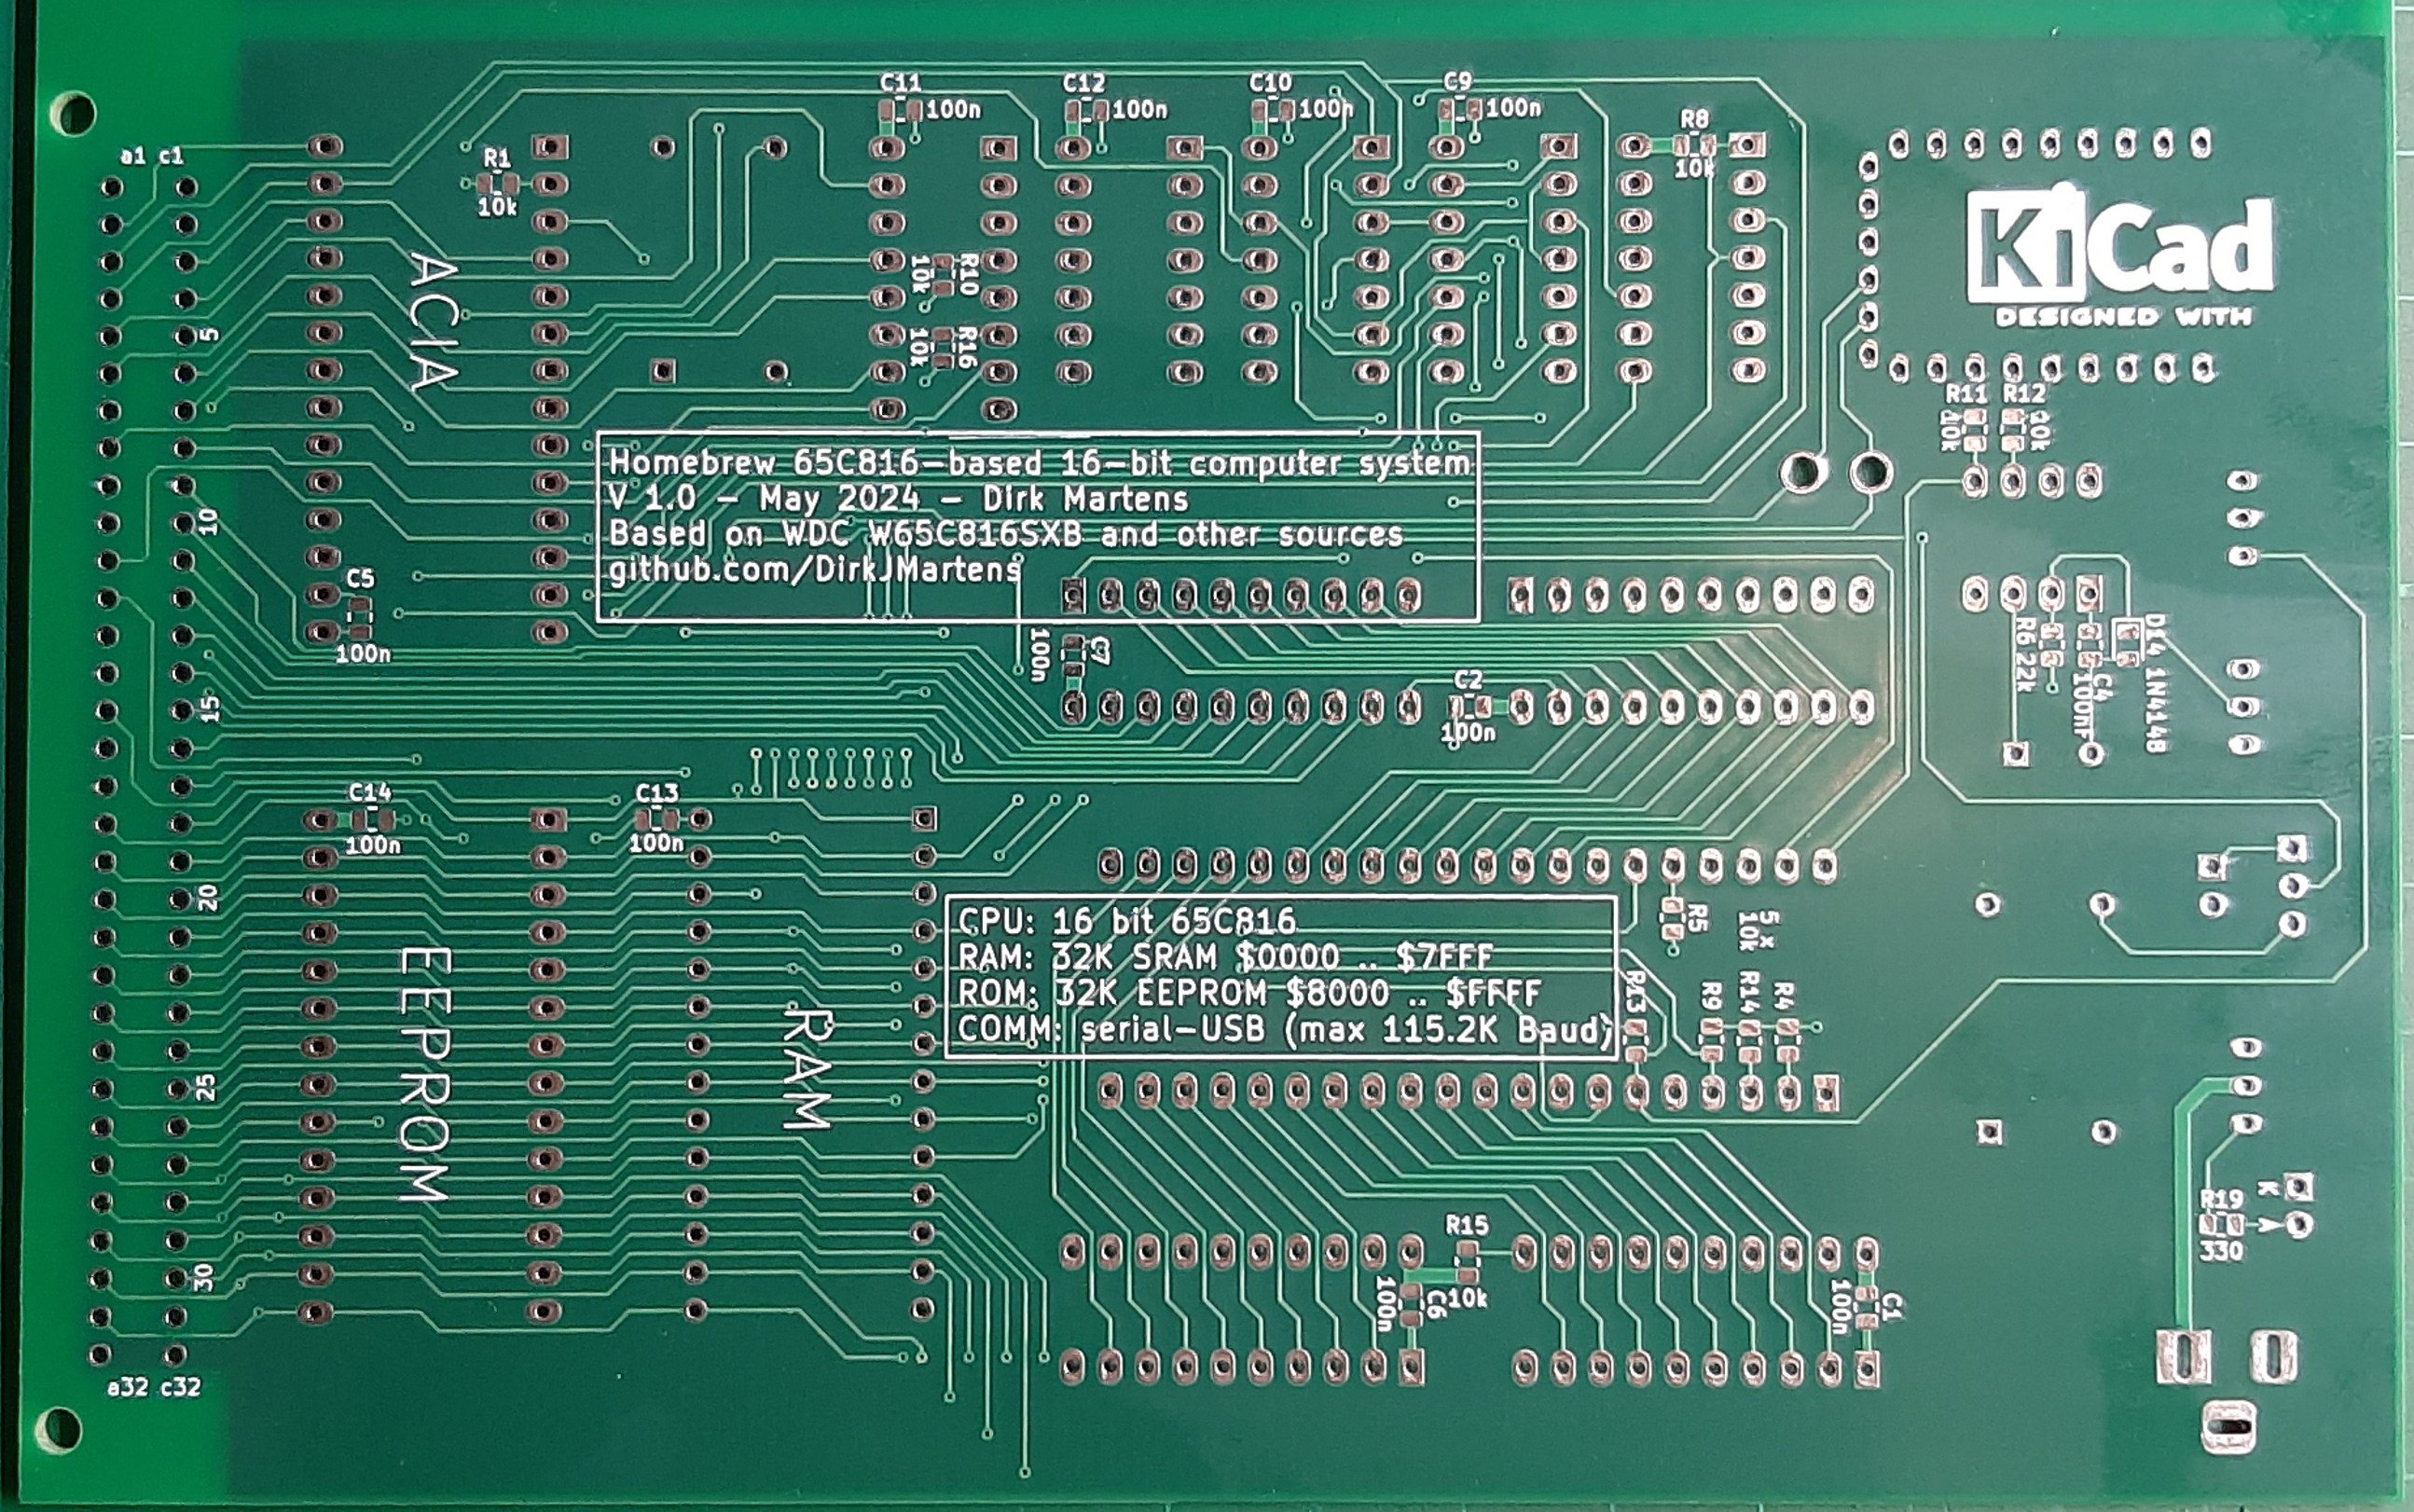 C11
100n
C12
100n
C10
100n
C9
100n
R8
10k
a1 c1
R1
10k
KiCad
DESIGNED WITH
ACIA
R10
10k
R16
10k
5
R11
R12
10k
10k
Homebrew 65C816-based 16-bit computer system
V 1.0 - May 2024 - Dirk Martens
Based on WDC W65C816SXB and other sources
github.com/DirkJMartens
10
C5
100n
C7
100n
C2
100n
R6 22k
C4
100nF
D14 1N4148
15
C14
100n
C13
100n
20
EEPROM
RAM
CPU: 16 bit 65C816
RAM: 32K SRAM $0000 .. $7FFF
ROM: 32K EEPROM $8000 .. $FFFF
COMM: serial-USB (max 115.2K Baud)
R5
5 x
10k
R13
R9
R14
R4
25
K
A
R19
330
R15
10k
C6
100n
C1
100n
30
a32 c32